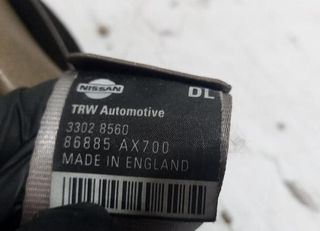 NISSAN
DL
TRW Automotive
3302 8560
86885 AX700
MADE IN ENGLAND